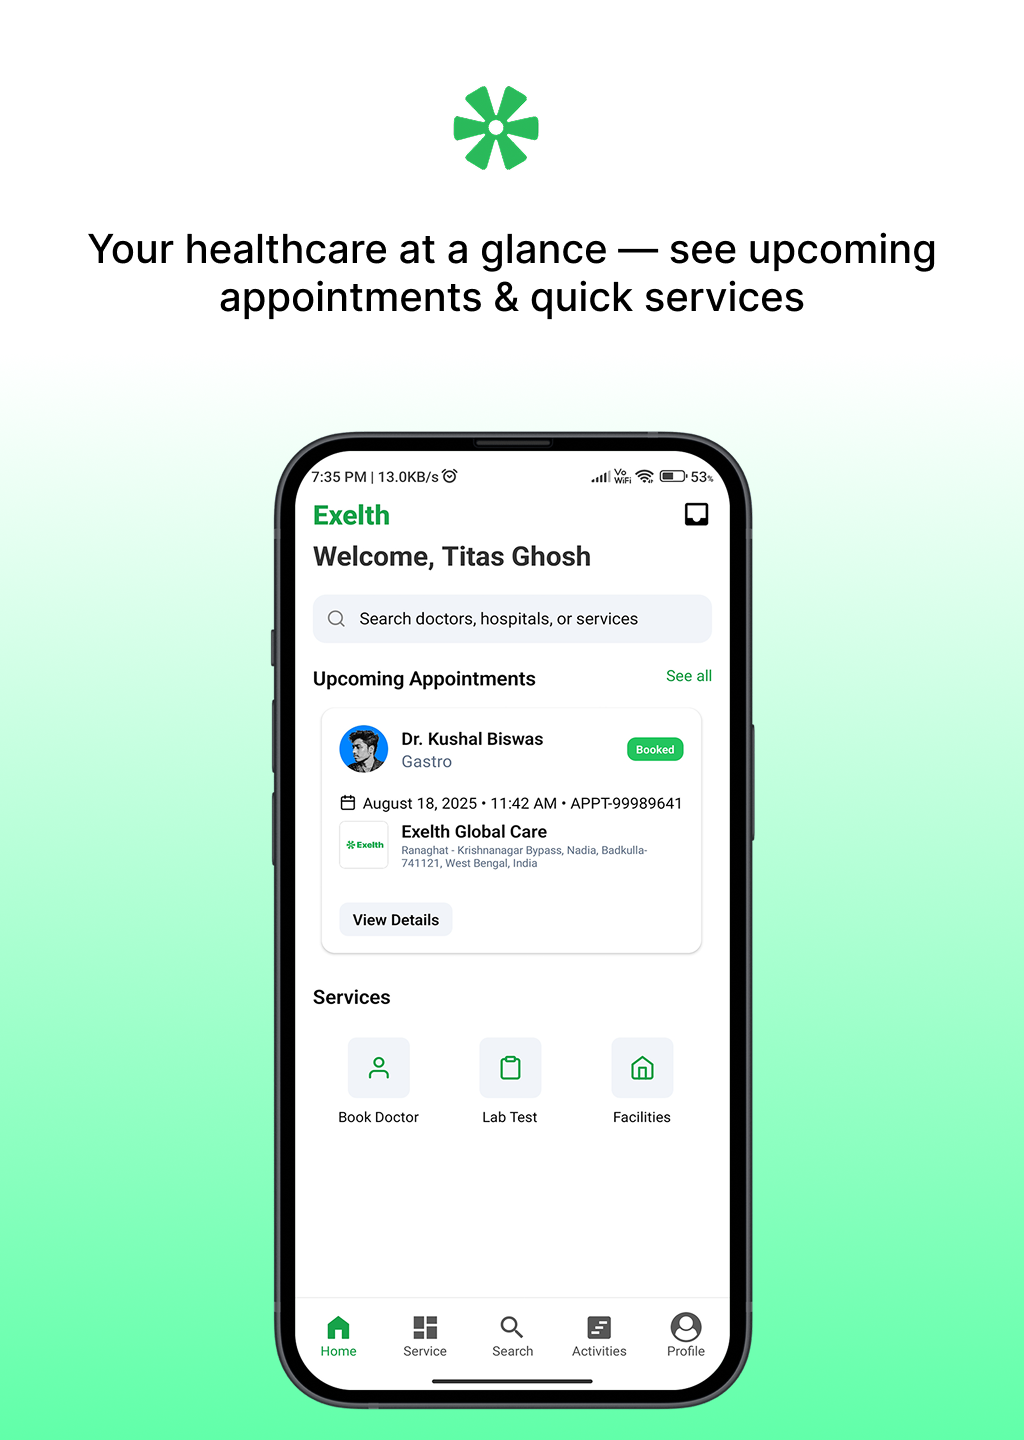 Your healthcare at a glance — see upcoming
appointments & quick services
7:35 PM | 13.0KB/s
Vo
WiFi
53%
Exelth
Welcome, Titas Ghosh
Search doctors, hospitals, or services
Upcoming Appointments
See all
Dr. Kushal Biswas
Gastro
Booked
August 18, 2025 • 11:42 AM • APPT-99989641
Exelth
Exelth Global Care
Ranaghat - Krishnanagar Bypass, Nadia, Badkulla-
741121, West Bengal, India
View Details
Services
Book Doctor
Lab Test
Facilities
Home
Service
Search
Activities
Profile